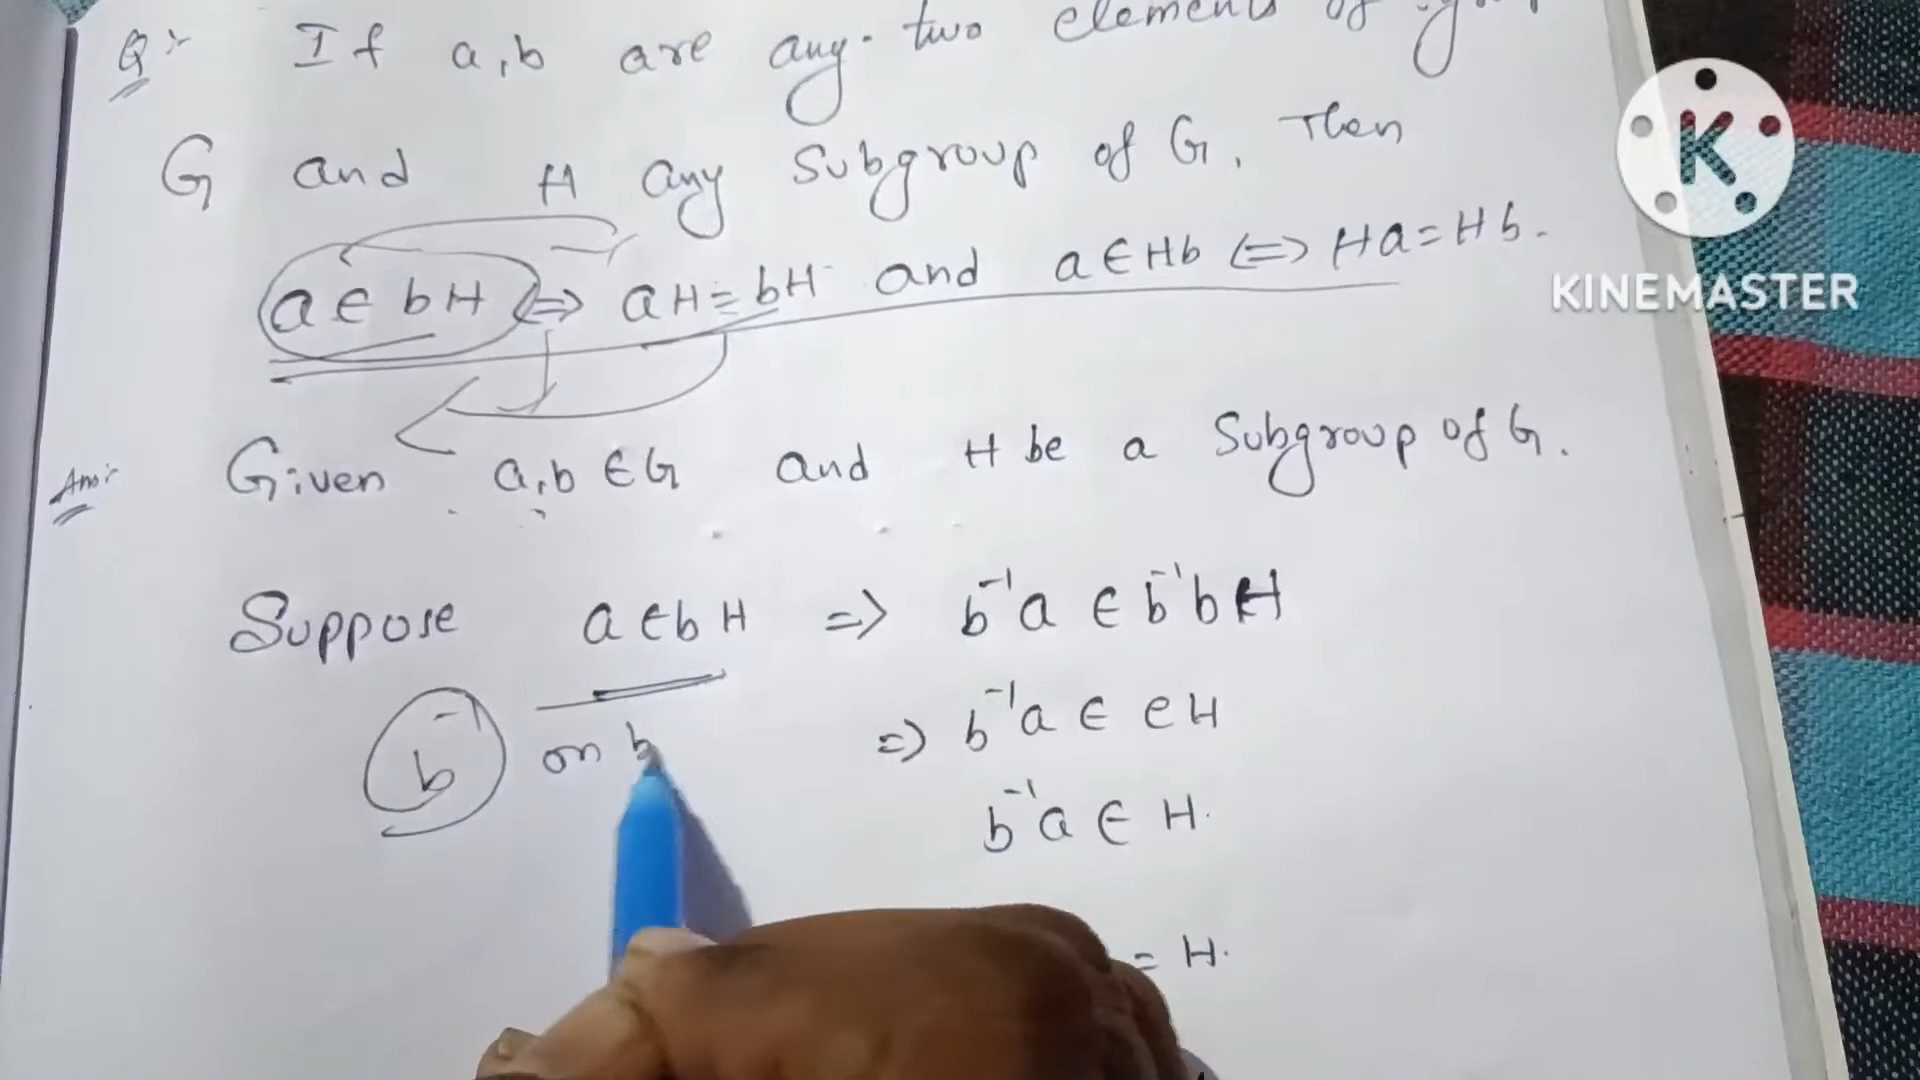 Q:- If a,b are any two elements of
G and H any Subgroup of G, Then
a ∈ bH ⇔ aH = bH and a ∈ Hb ⇔ Ha = Hb.
Ans:- Given a,b ∈ G and H be a Subgroup of G.
Suppose a ∈ bH => b⁻¹a ∈ b⁻¹bH
=> b⁻¹a ∈ eH
b⁻¹ on b
b⁻¹a ∈ H.
= H.
K
KINEMASTER